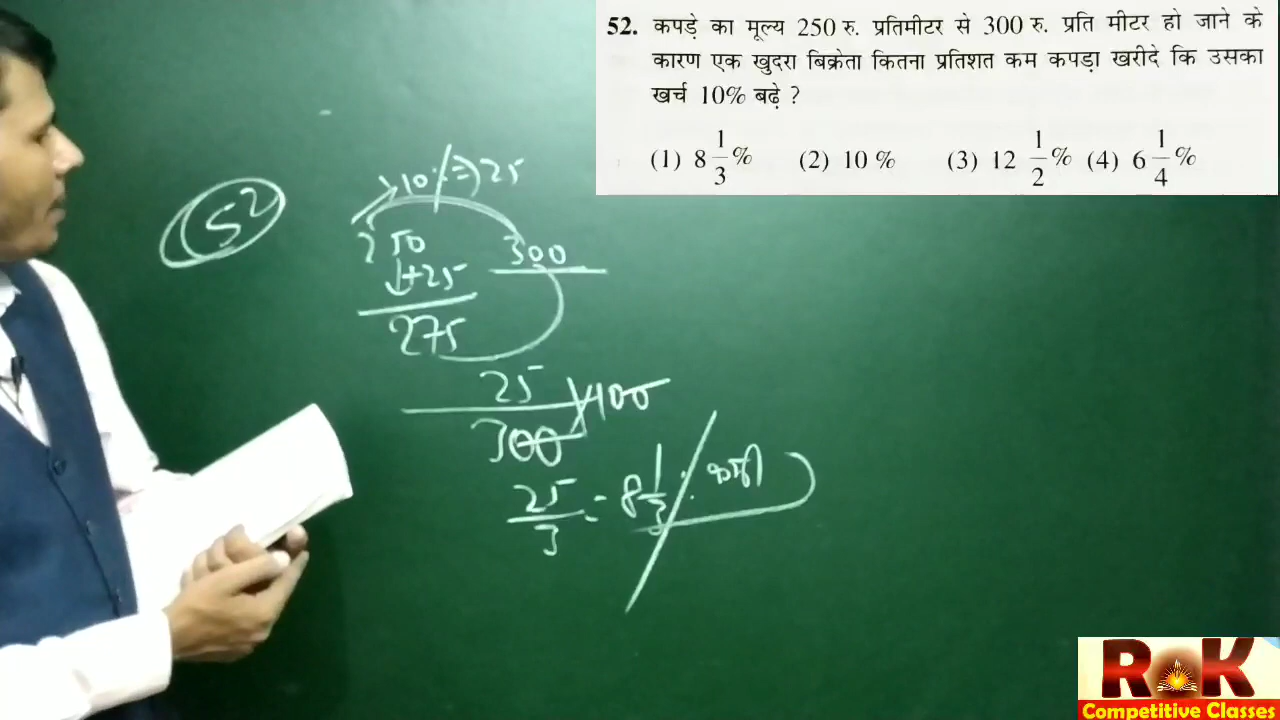 52. कपड़े का मूल्य 250 रु. प्रतिमीटर से 300 रु. प्रति मीटर हो जाने के
कारण एक खुदरा बिक्रेता कितना प्रतिशत कम कपड़ा खरीदे कि उसका
खर्च 10% बढ़े ?
(1) 8 1/3 % (2) 10 % (3) 12 1/2 % (4) 6 1/4 %
52
10% => 25
250 300
+25
275
25
300 × 100
25/3 = 8 1/3 % कमी
RK
Competitive Classes